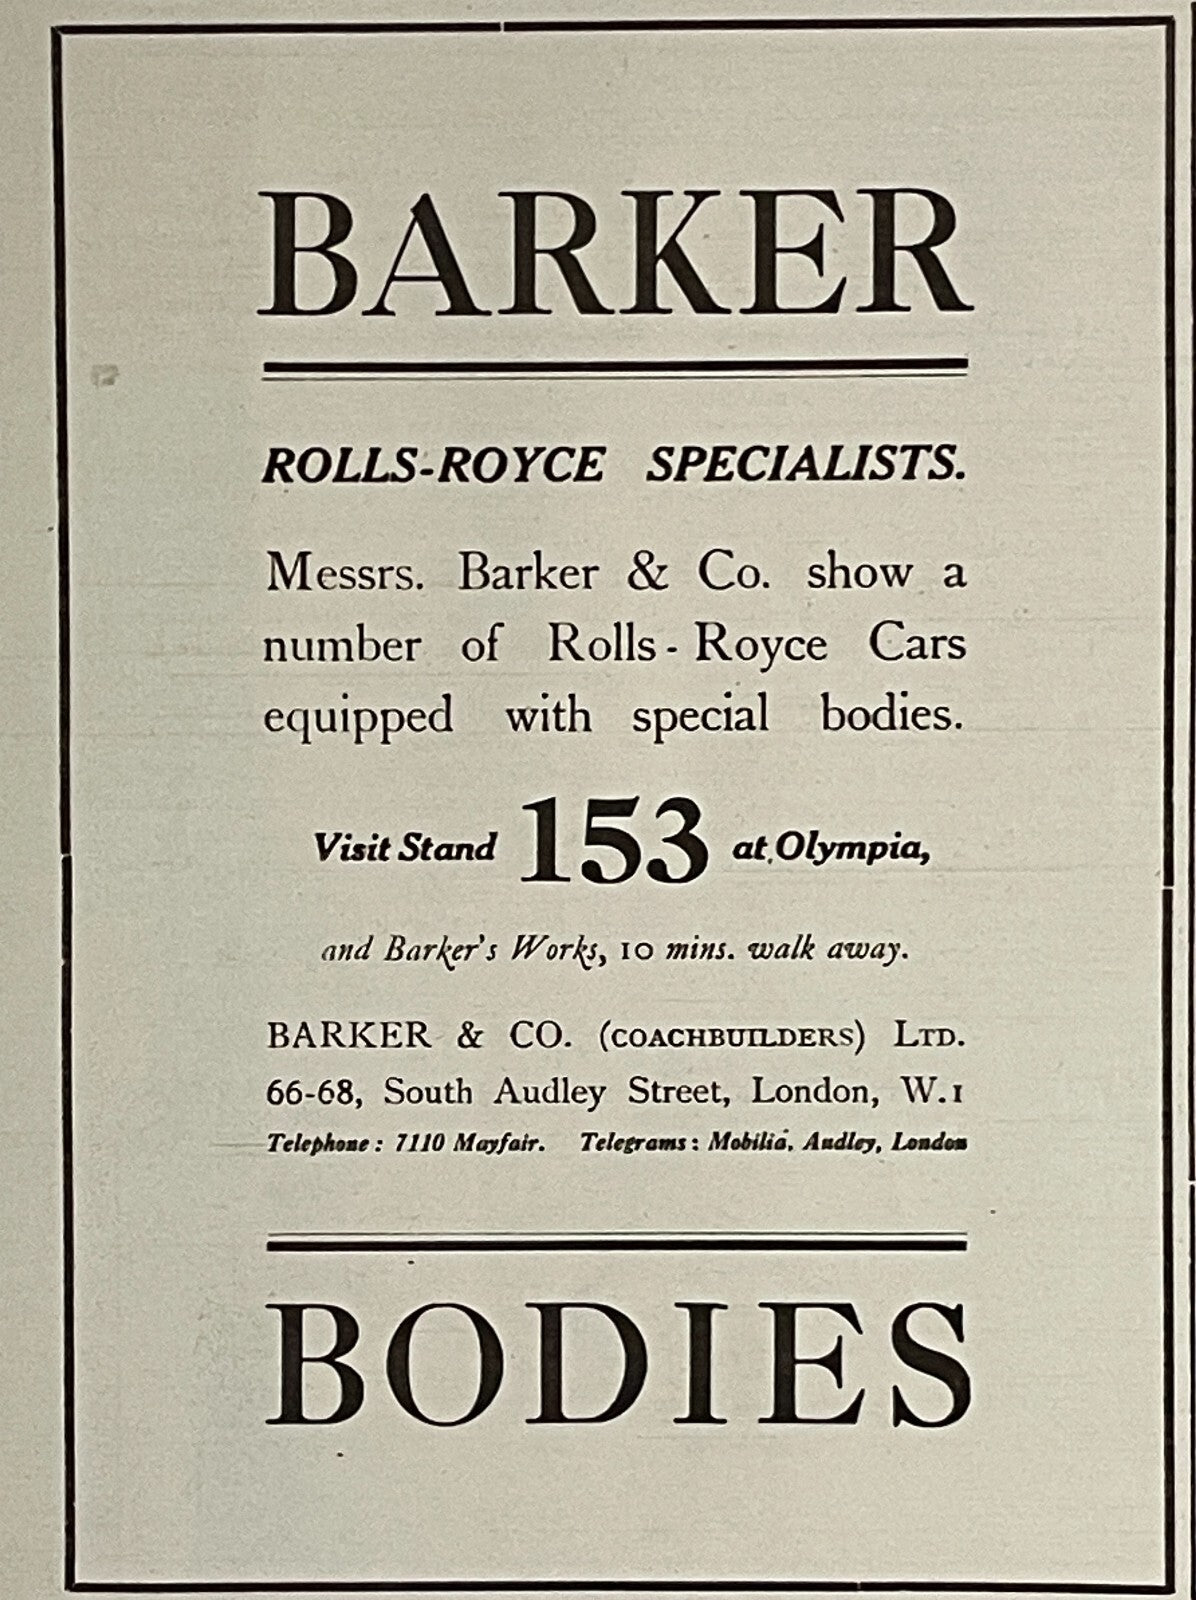 BARKER
ROLLS-ROYCE SPECIALISTS.
Messrs. Barker & Co. show a
number of Rolls-Royce Cars
equipped with special bodies.
Visit Stand 153 at Olympia,
and Barker's Works, 10 mins. walk away.
BARKER & CO. (COACHBUILDERS) LTD.
66-68, South Audley Street, London, W.1
Telephone: 7110 Mayfair. Telegrams: Mobilia, Audley, London
BODIES